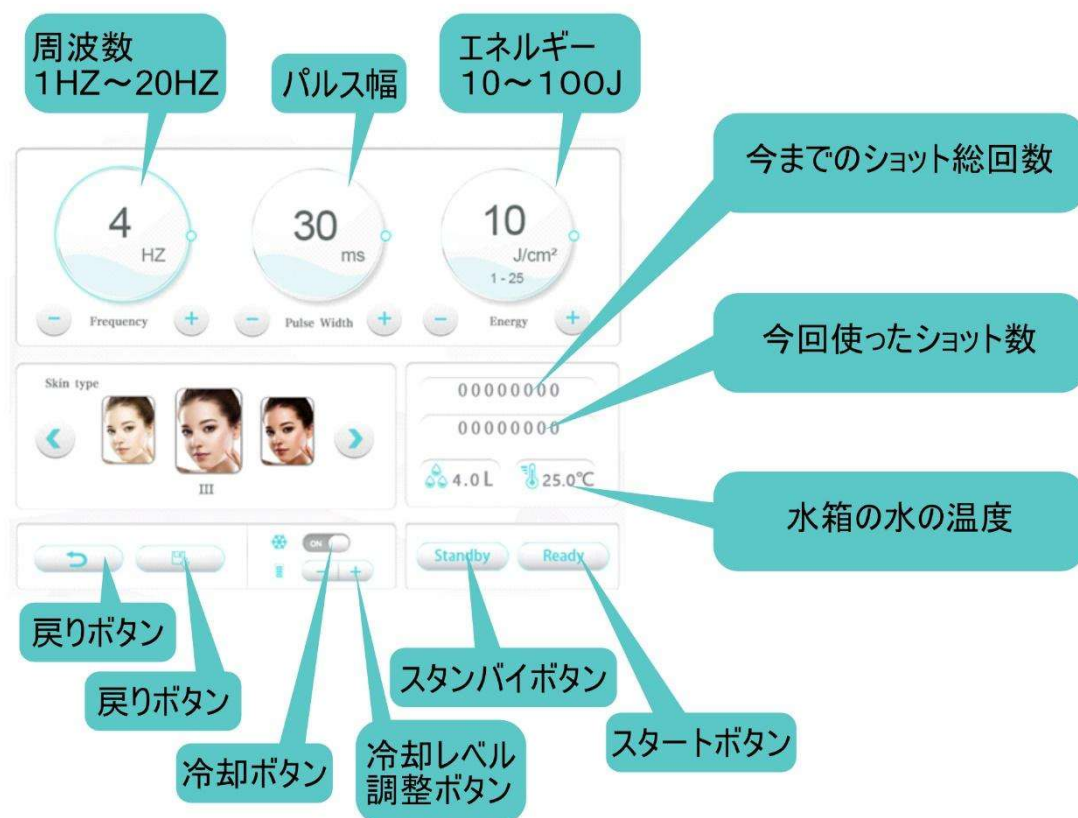 周波数
1HZ～20HZ
パルス幅
エネルギー
10～100J
今までのショット総回数
4
HZ
30
ms
10
J/cm²
1 - 25
− Frequency +
− Pulse Width +
− Energy +
今回使ったショット数
Skin type
III
00000000
00000000
4.0 L
25.0℃
水箱の水の温度
ON
− +
Standby
Ready
戻りボタン
戻りボタン
冷却ボタン
冷却レベル
調整ボタン
スタンバイボタン
スタートボタン